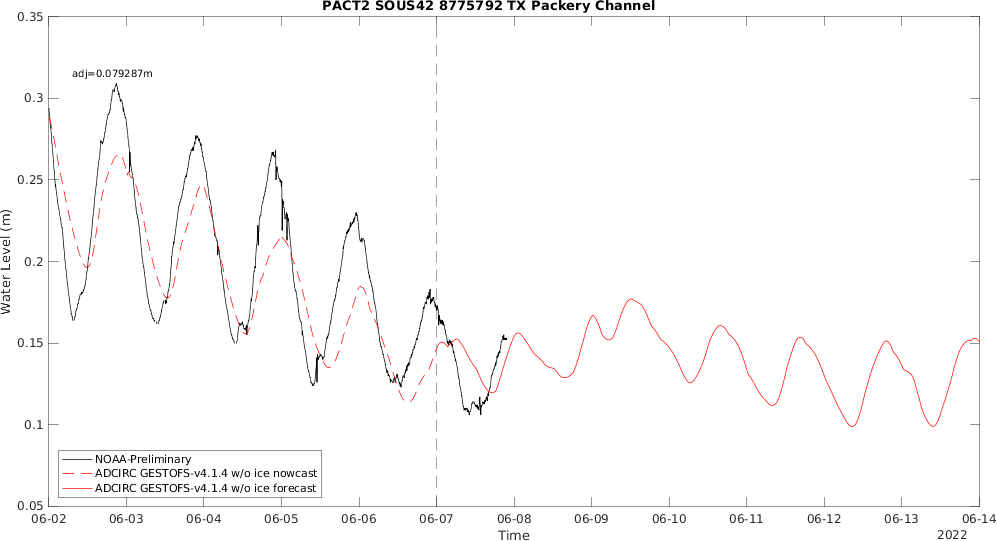 PACT2 SOUS42 8775792 TX Packery Channel
0.35
0.3
0.25
0.2
0.15
0.1
0.05
Water Level (m)
adj=0.079287m
NOAA-Preliminary
ADCIRC GESTOFS-v4.1.4 w/o ice nowcast
ADCIRC GESTOFS-v4.1.4 w/o ice forecast
06-02 06-03 06-04 06-05 06-06 06-07 06-08 06-09 06-10 06-11 06-12 06-13 06-14
Time
2022